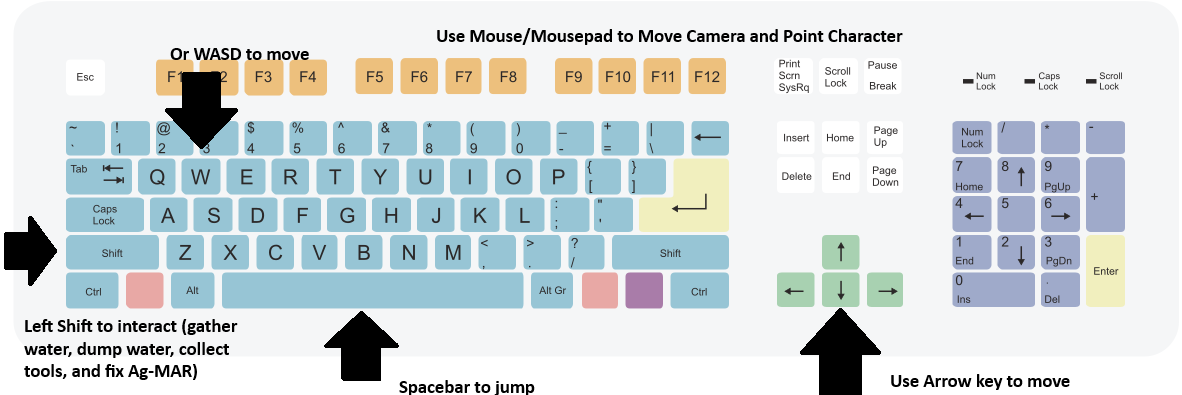 Or WASD to move
Use Mouse/Mousepad to Move Camera and Point Character
Esc
F1 F2 F3 F4 F5 F6 F7 F8 F9 F10 F11 F12
Print
Scrn
SysRq
Scroll
Lock
Pause
Break
Num
Lock
Caps
Lock
Scroll
Lock
~ ! @ $ % ^ & * ( ) _ + |
` 1 2 3 4 5 6 7 8 9 0 - = \ ←
Insert Home Page
Up
Num
Lock
/ * -
Tab Q W E R T Y U I O P { }
[ ]
Delete End Page
Down
7 8 ↑ 9
Home PgUp
+
Caps
Lock
A S D F G H J K L : "
; '
4 ← 5 6 →
Shift Z X C V B N M < > ?
, . / Shift
↑
1 2 ↓ 3
End PgDn
Enter
Ctrl Alt Alt Gr Ctrl
← ↓ →
0 .
Ins Del
Left Shift to interact (gather
water, dump water, collect
tools, and fix Ag-MAR)
Spacebar to jump
Use Arrow key to move